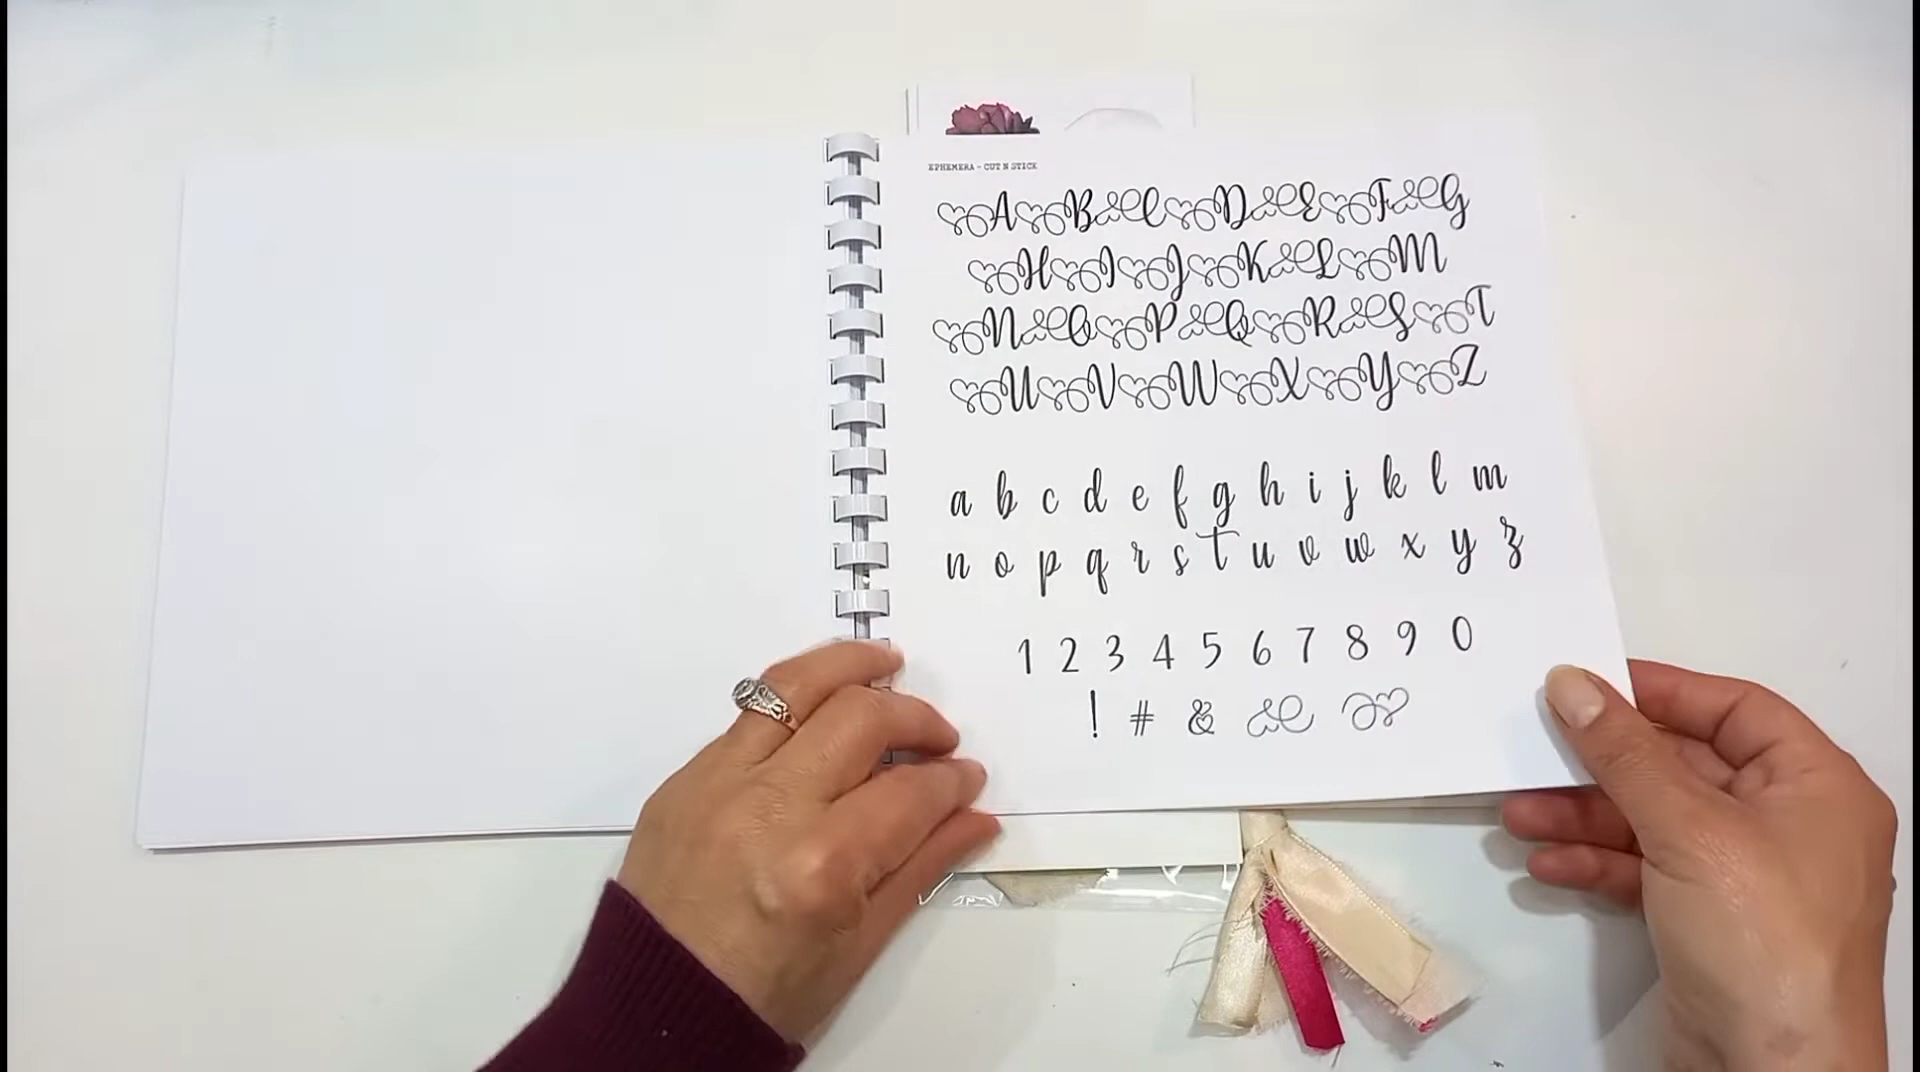 EPHEMERA - CUT N STICK
A B C D E F G
H I J K L M
N O P Q R S T
U V W X Y Z
a b c d e f g h i j k l m
n o p q r s t u v w x y z
1 2 3 4 5 6 7 8 9 0
! # &